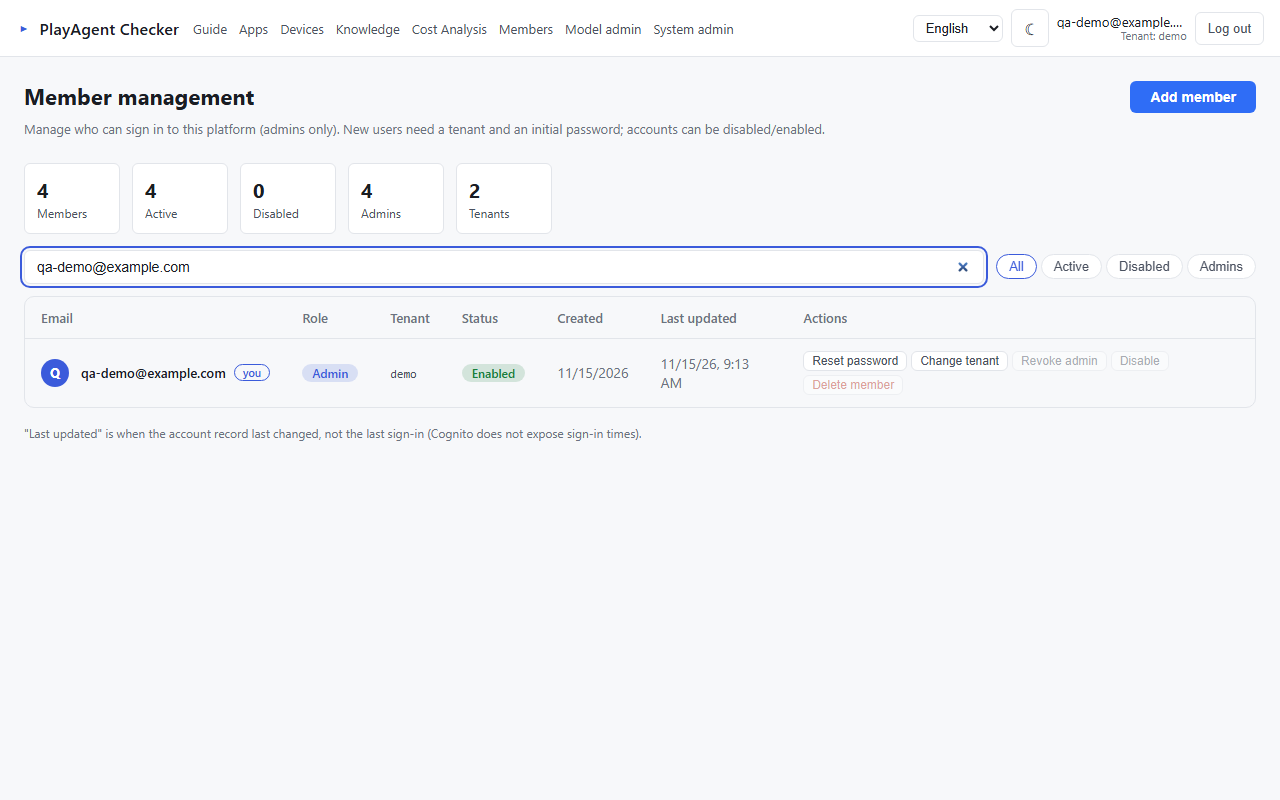 PlayAgent Checker Guide Apps Devices Knowledge Cost Analysis Members Model admin System admin English qa-demo@example.... Log out
Tenant: demo
Member management Add member
Manage who can sign in to this platform (admins only). New users need a tenant and an initial password; accounts can be disabled/enabled.
4 4 0 4 2
Members Active Disabled Admins Tenants
qa-demo@example.com All Active Disabled Admins
Email Role Tenant Status Created Last updated Actions
Q qa-demo@example.com you Admin demo Enabled 11/15/2026 11/15/26, 9:13 AM Reset password Change tenant Revoke admin Disable
Delete member
"Last updated" is when the account record last changed, not the last sign-in (Cognito does not expose sign-in times).